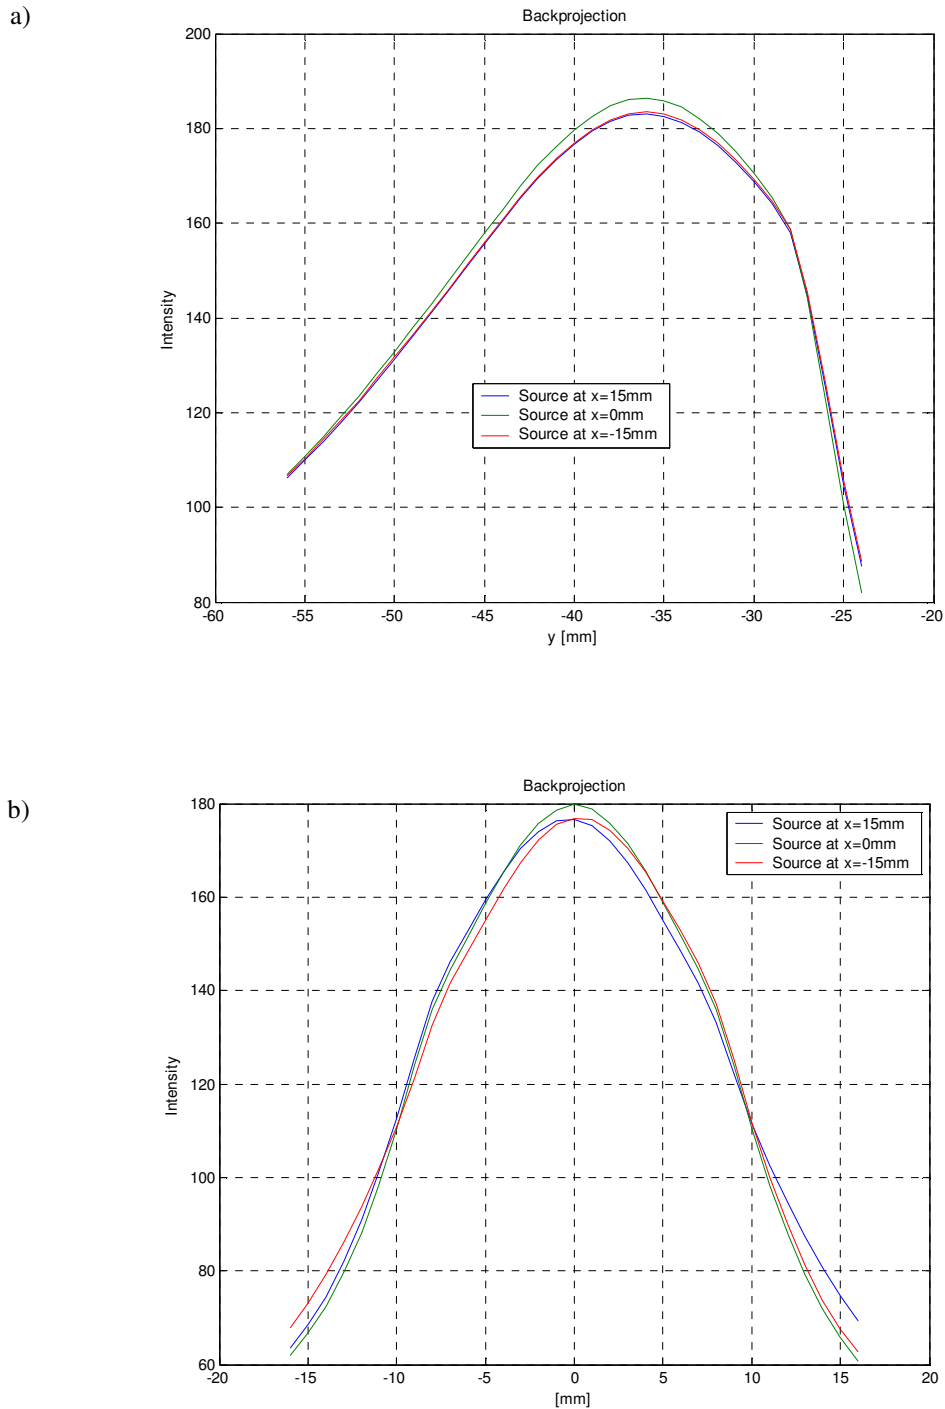 a)
Backprojection
200
180
160
140
120
100
80
Intensity
Source at x=15mm
Source at x=0mm
Source at x=-15mm
-60 -55 -50 -45 -40 -35 -30 -25 -20
y [mm]
b)
Backprojection
180
160
140
120
100
80
60
Intensity
Source at x=15mm
Source at x=0mm
Source at x=-15mm
-20 -15 -10 -5 0 5 10 15 20
[mm]